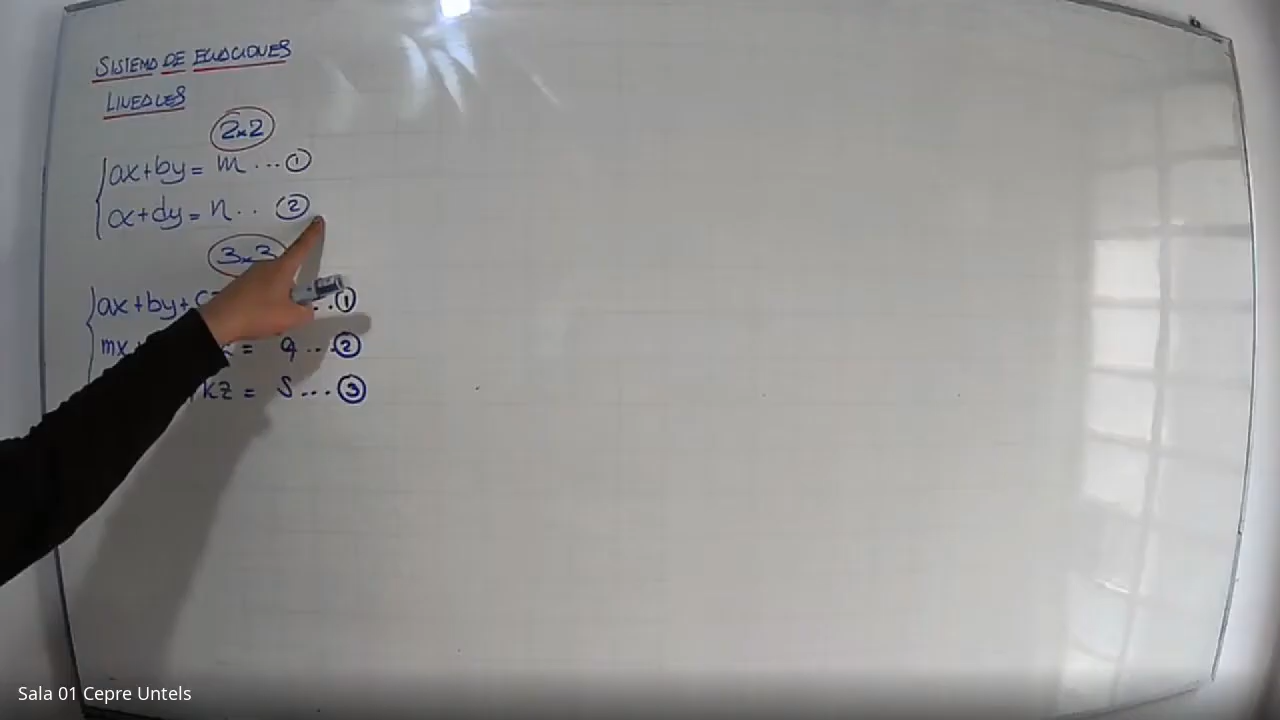 SISTEMA DE ECUACIONES
LINEALES
2x2
ax+by= m ... ①
cx+dy= n .. ②
3x3
ax+by+ ... ①
mx = q ... ②
kz = S ... ③
Sala 01 Cepre Untels